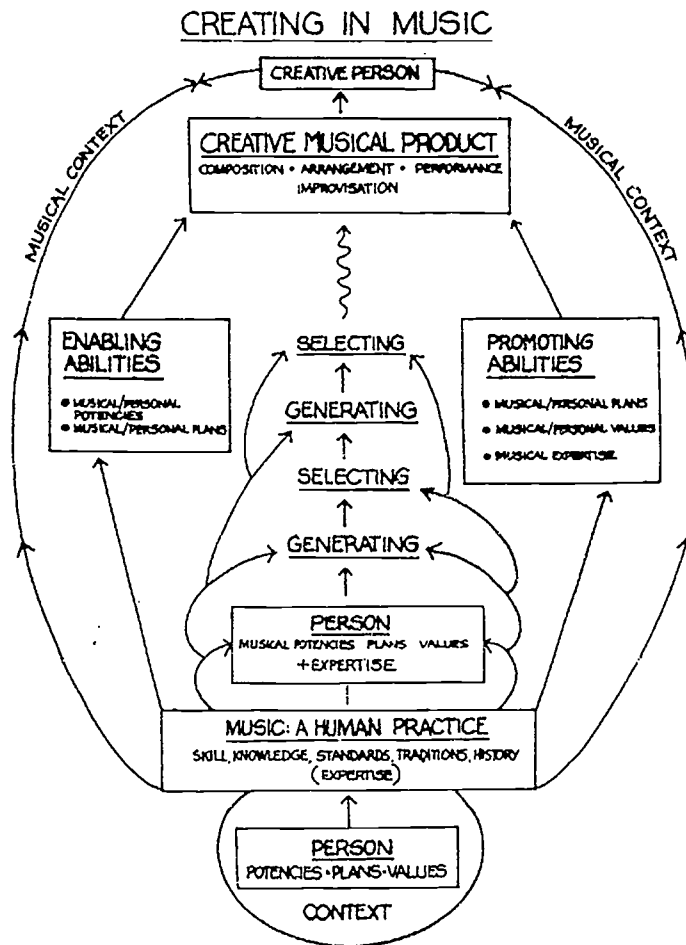 CREATING IN MUSIC
CREATIVE PERSON
CREATIVE MUSICAL PRODUCT
COMPOSITION • ARRANGEMENT • PERFORMANCE
IMPROVISATION
MUSICAL CONTEXT
MUSICAL CONTEXT
ENABLING
ABILITIES
• MUSICAL/PERSONAL
POTENCIES
• MUSICAL/PERSONAL PLANS
PROMOTING
ABILITIES
• MUSICAL/PERSONAL PLANS
• MUSICAL/PERSONAL VALUES
• MUSICAL EXPERTISE
SELECTING
GENERATING
SELECTING
GENERATING
PERSON
MUSICAL POTENCIES PLANS VALUES
+EXPERTISE
MUSIC: A HUMAN PRACTICE
SKILL, KNOWLEDGE, STANDARDS, TRADITIONS, HISTORY
(EXPERTISE)
PERSON
POTENCIES • PLANS • VALUES
CONTEXT